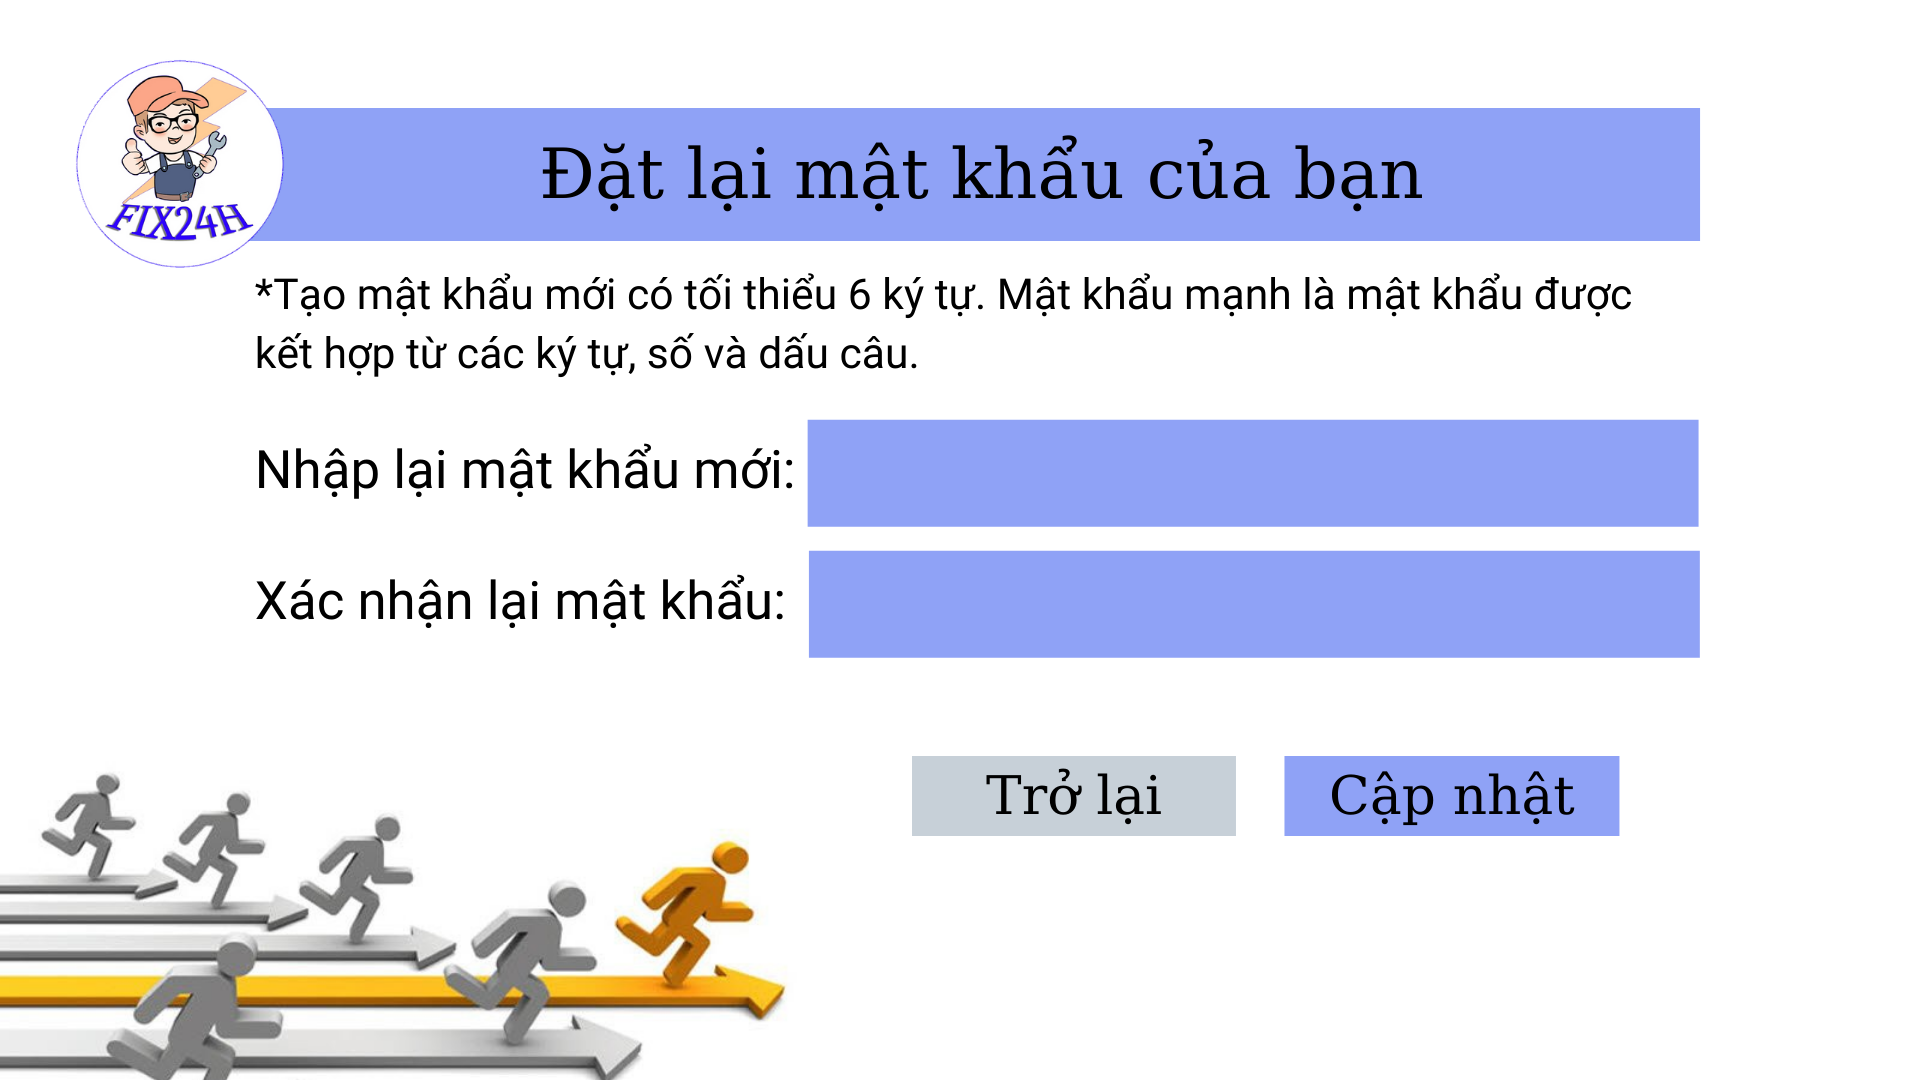 FIX24H
Đặt lại mật khẩu của bạn
*Tạo mật khẩu mới có tối thiểu 6 ký tự. Mật khẩu mạnh là mật khẩu được
kết hợp từ các ký tự, số và dấu câu.
Nhập lại mật khẩu mới:
Xác nhận lại mật khẩu:
Trở lại
Cập nhật